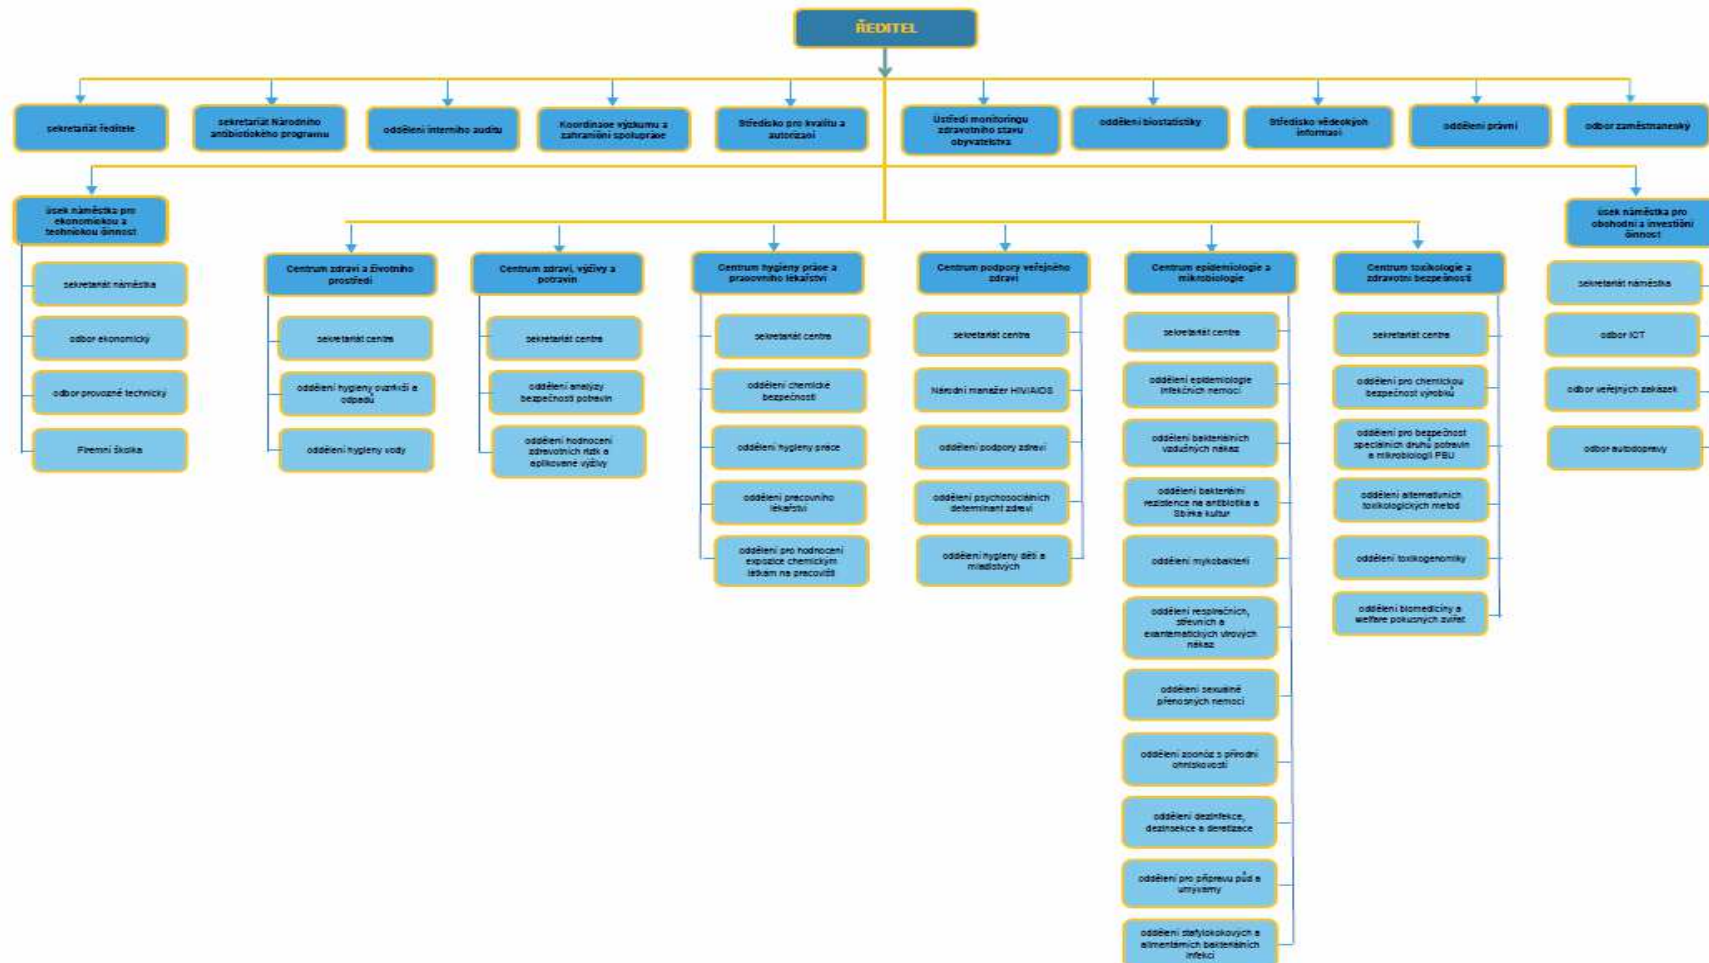 ŘEDITEL
sekretariát ředitele
sekretariát Národního
antibiotického programu
oddělení interního auditu
Koordinace výzkumu a
zahraniční spolupráce
Středisko pro kvalitu a
autorizaci
Ústředí monitoringu
zdravotního stavu
obyvatelstva
oddělení biostatistiky
Středisko vědeckých
informací
oddělení právní
odbor zaměstnanecký
úsek náměstka pro
ekonomickou a
technickou činnost
sekretariát náměstka
odbor ekonomický
odbor provozně technický
Firemní školka
Centrum zdraví a životního
prostředí
sekretariát centra
oddělení hygieny ovzduší a
odpadů
oddělení hygieny vody
Centrum zdraví, výživy a
potravin
sekretariát centra
oddělení analýzy
bezpečnosti potravin
oddělení hodnocení
zdravotních rizik a
aplikované výživy
Centrum hygieny práce a
pracovního lékařství
sekretariát centra
oddělení chemické
bezpečnosti
oddělení hygieny práce
oddělení pracovního
lékařství
oddělení pro hodnocení
expozice chemickým
látkám na pracovišti
Centrum podpory veřejného
zdraví
sekretariát centra
Národní manažer HIV/AIDS
oddělení podpory zdraví
oddělení psychosociálních
determinant zdraví
oddělení hygieny dětí a
mladistvých
Centrum epidemiologie a
mikrobiologie
sekretariát centra
oddělení epidemiologie
infekčních nemocí
oddělení bakteriálních
vzdušných nákaz
oddělení bakteriální
rezistence na antibiotika a
Sbírka kultur
oddělení mykobakterií
oddělení respiračních,
střevních a
exantematických virových
nákaz
oddělení sexuálně
přenosných nemocí
oddělení zoonóz s přírodní
ohniskovostí
oddělení dezinfekce,
dezinsekce a deratizace
oddělení pro přípravu půd a
umývárny
oddělení stafylokokových a
alimentárních bakteriálních
infekcí
Centrum toxikologie a
zdravotní bezpečnosti
sekretariát centra
oddělení pro chemickou
bezpečnost výrobků
oddělení pro bezpečnost
speciálních druhů potravin
a mikrobiologii PBU
oddělení alternativních
toxikologických metod
oddělení toxikogenomiky
oddělení biomedicíny a
welfare pokusných zvířat
úsek náměstka pro
obchodní a investiční
činnost
sekretariát náměstka
odbor ICT
odbor veřejných zakázek
odbor autodopravy